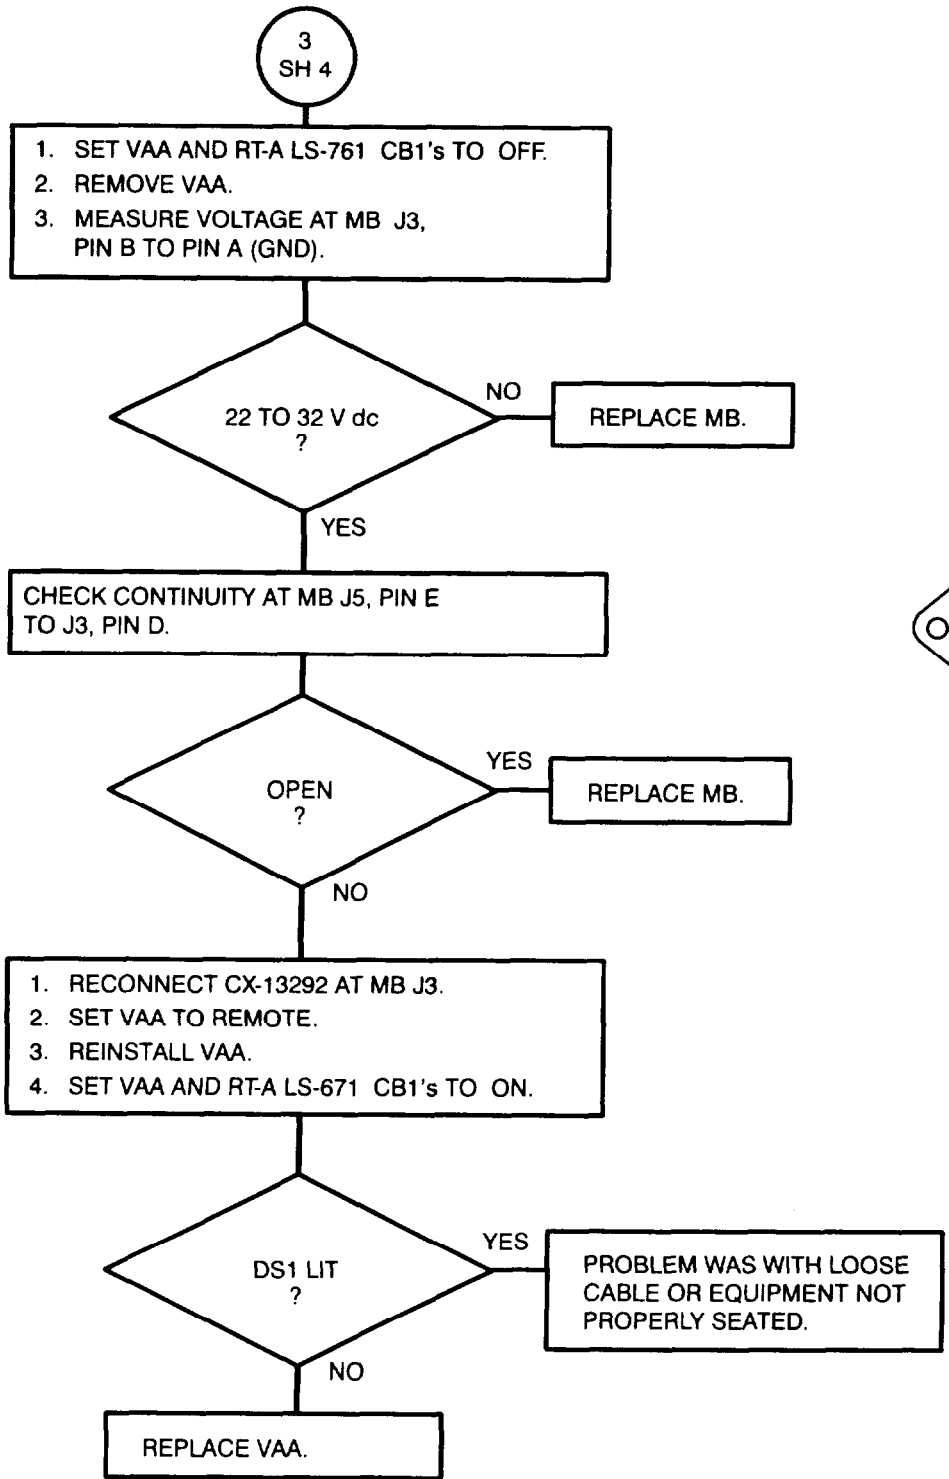 3
SH 4
1. SET VAA AND RT-A LS-761 CB1's TO OFF.
2. REMOVE VAA.
3. MEASURE VOLTAGE AT MB J3,
PIN B TO PIN A (GND).
22 TO 32 V dc
?
NO
REPLACE MB.
YES
CHECK CONTINUITY AT MB J5, PIN E
TO J3, PIN D.
OPEN
?
YES
REPLACE MB.
NO
1. RECONNECT CX-13292 AT MB J3.
2. SET VAA TO REMOTE.
3. REINSTALL VAA.
4. SET VAA AND RT-A LS-671 CB1's TO ON.
DS1 LIT
?
YES
PROBLEM WAS WITH LOOSE
CABLE OR EQUIPMENT NOT
PROPERLY SEATED.
NO
REPLACE VAA.